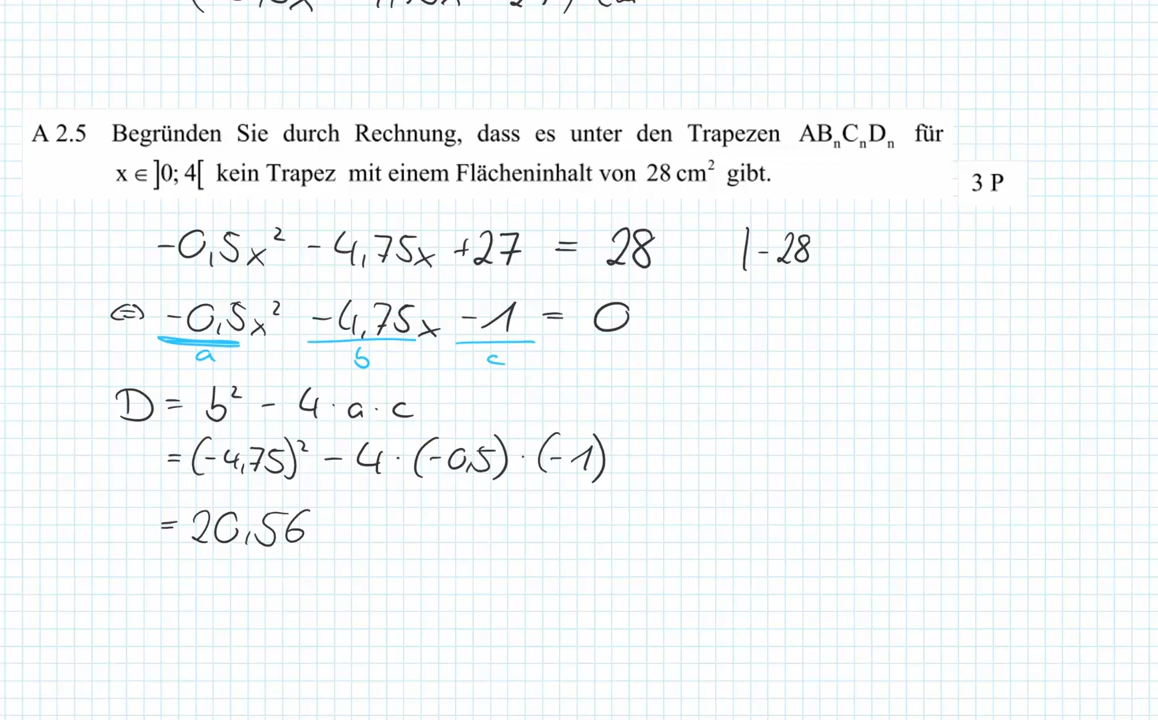 A 2.5 Begründen Sie durch Rechnung, dass es unter den Trapezen ABₙCₙDₙ für
x ∈ ]0; 4[ kein Trapez mit einem Flächeninhalt von 28 cm² gibt.
3 P
-0,5x² - 4,75x + 27 = 28 | - 28
⇔ -0,5x² - 4,75x - 1 = 0
a b c
D = b² - 4 · a · c
= (-4,75)² - 4 · (-0,5) · (-1)
= 20,56